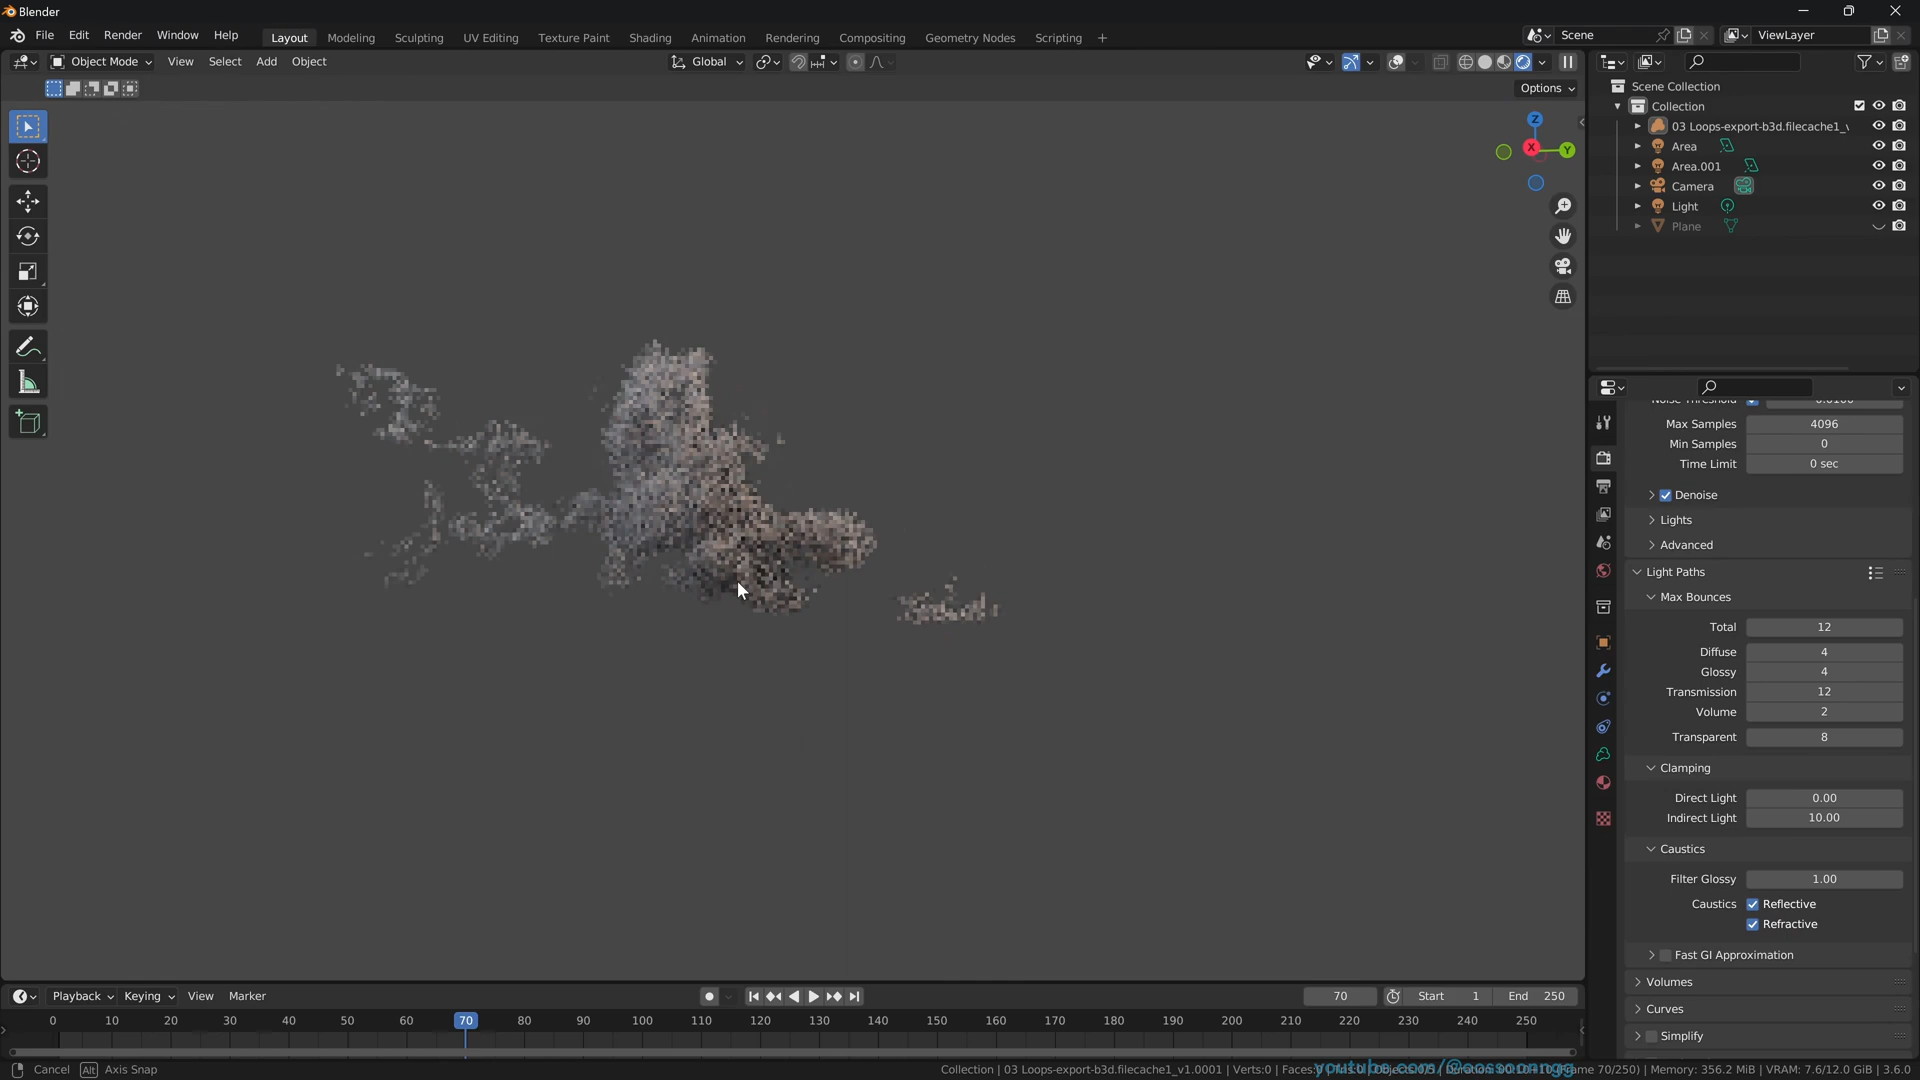 Blender
File Edit Render Window Help Layout Modeling Sculpting UV Editing Texture Paint Shading Animation Rendering Compositing Geometry Nodes Scripting + Scene ViewLayer
Object Mode View Select Add Object Global
Options
Z
X
Y
Scene Collection
Collection
03 Loops-export-b3d.filecache1_v
Area
Area.001
Camera
Light
Plane
Noise Threshold 0.0100
Max Samples 4096
Min Samples 0
Time Limit 0 sec
Denoise
Lights
Advanced
Light Paths
Max Bounces
Total 12
Diffuse 4
Glossy 4
Transmission 12
Volume 2
Transparent 8
Clamping
Direct Light 0.00
Indirect Light 10.00
Caustics
Filter Glossy 1.00
Caustics Reflective
Refractive
Fast GI Approximation
Volumes
Curves
Simplify
Playback Keying View Marker 70 Start 1 End 250
0 10 20 30 40 50 60 70 80 90 100 110 120 130 140 150 160 170 180 190 200 210 220 230 240 250
Cancel Alt Axis Snap Collection | 03 Loops-export-b3d.filecache1_v1.0001 | Verts:0 | Faces: Frame 70/250) | Memory: 356.2 MiB | VRAM: 7.6/12.0 GiB | 3.6.0